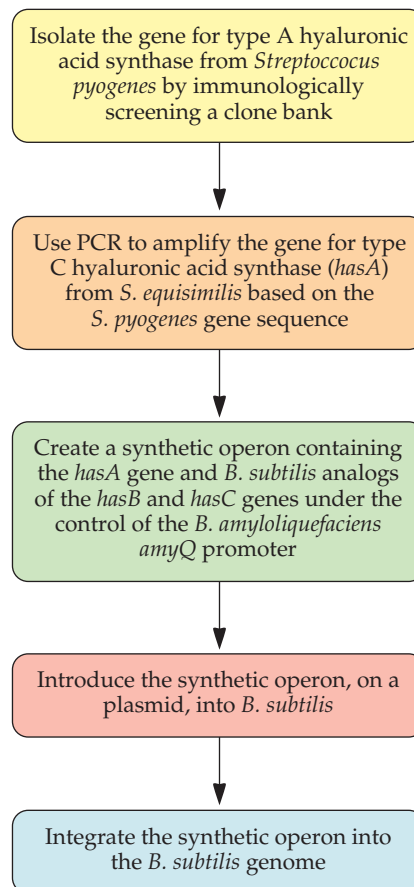 Isolate the gene for type A hyaluronic
acid synthase from Streptoccocus
pyogenes by immunologically
screening a clone bank
Use PCR to amplify the gene for type
C hyaluronic acid synthase (hasA)
from S. equisimilis based on the
S. pyogenes gene sequence
Create a synthetic operon containing
the hasA gene and B. subtilis analogs
of the hasB and hasC genes under the
control of the B. amyloliquefaciens
amyQ promoter
Introduce the synthetic operon, on a
plasmid, into B. subtilis
Integrate the synthetic operon into
the B. subtilis genome